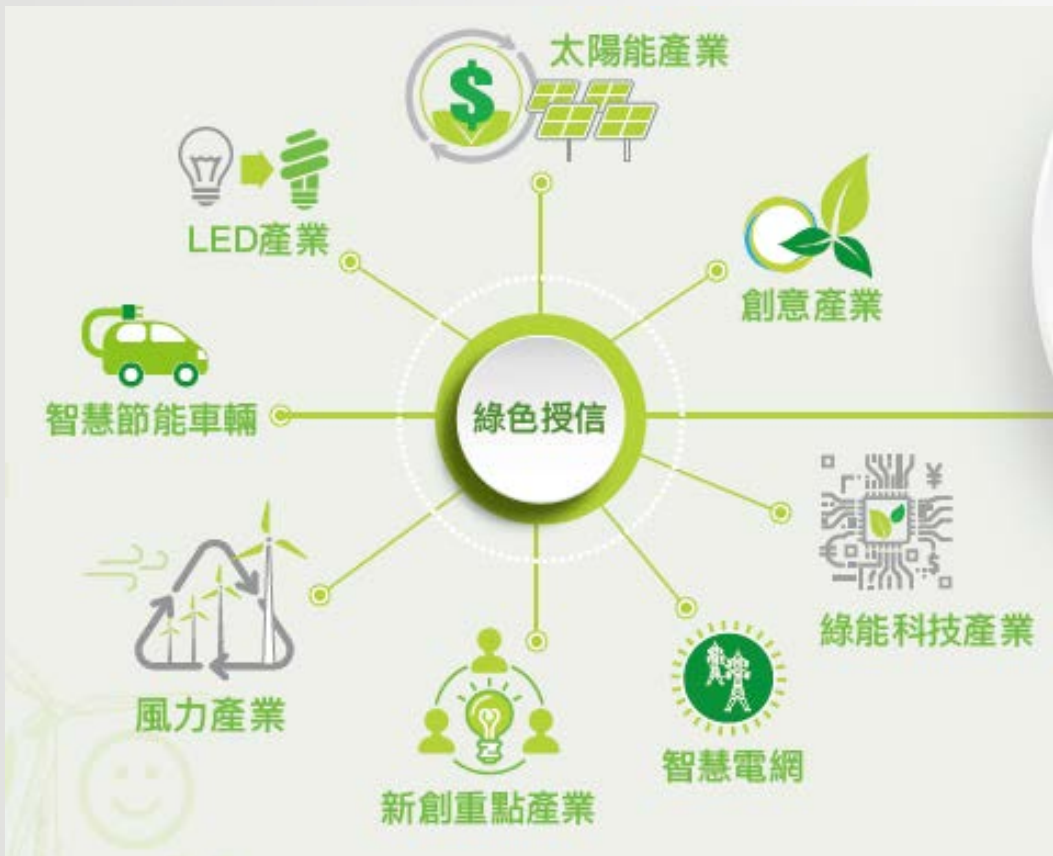 太陽能產業
LED產業
創意產業
智慧節能車輛
綠色授信
綠能科技產業
風力產業
智慧電網
新創重點產業